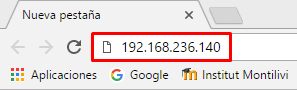 Nueva pestaña
192.168.236.140
Aplicaciones Google Institut Montilivi